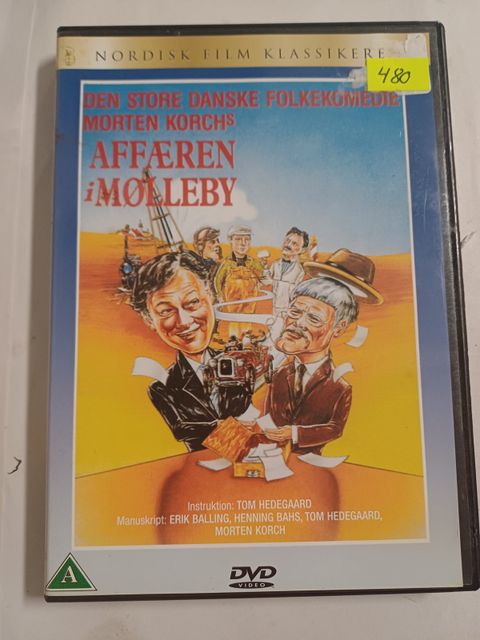 NORDISK FILM KLASSIKERE
480
DEN STORE DANSKE FOLKEKOMEDIE
MORTEN KORCHS
AFFÆREN
i MØLLEBY
Instruktion: TOM HEDEGAARD
Manuskript: ERIK BALLING, HENNING BAHS, TOM HEDEGAARD,
MORTEN KORCH
A
DVD
VIDEO